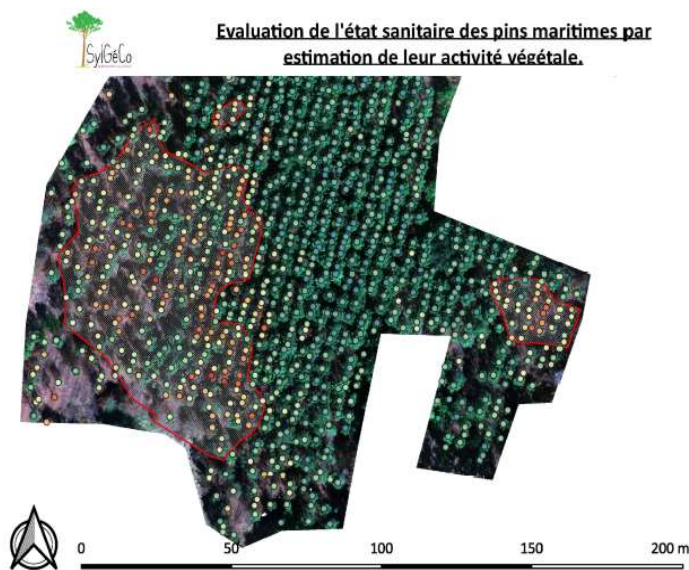 SylGéCo
Evaluation de l'état sanitaire des pins maritimes par
estimation de leur activité végétale.
0 50 100 150 200 m